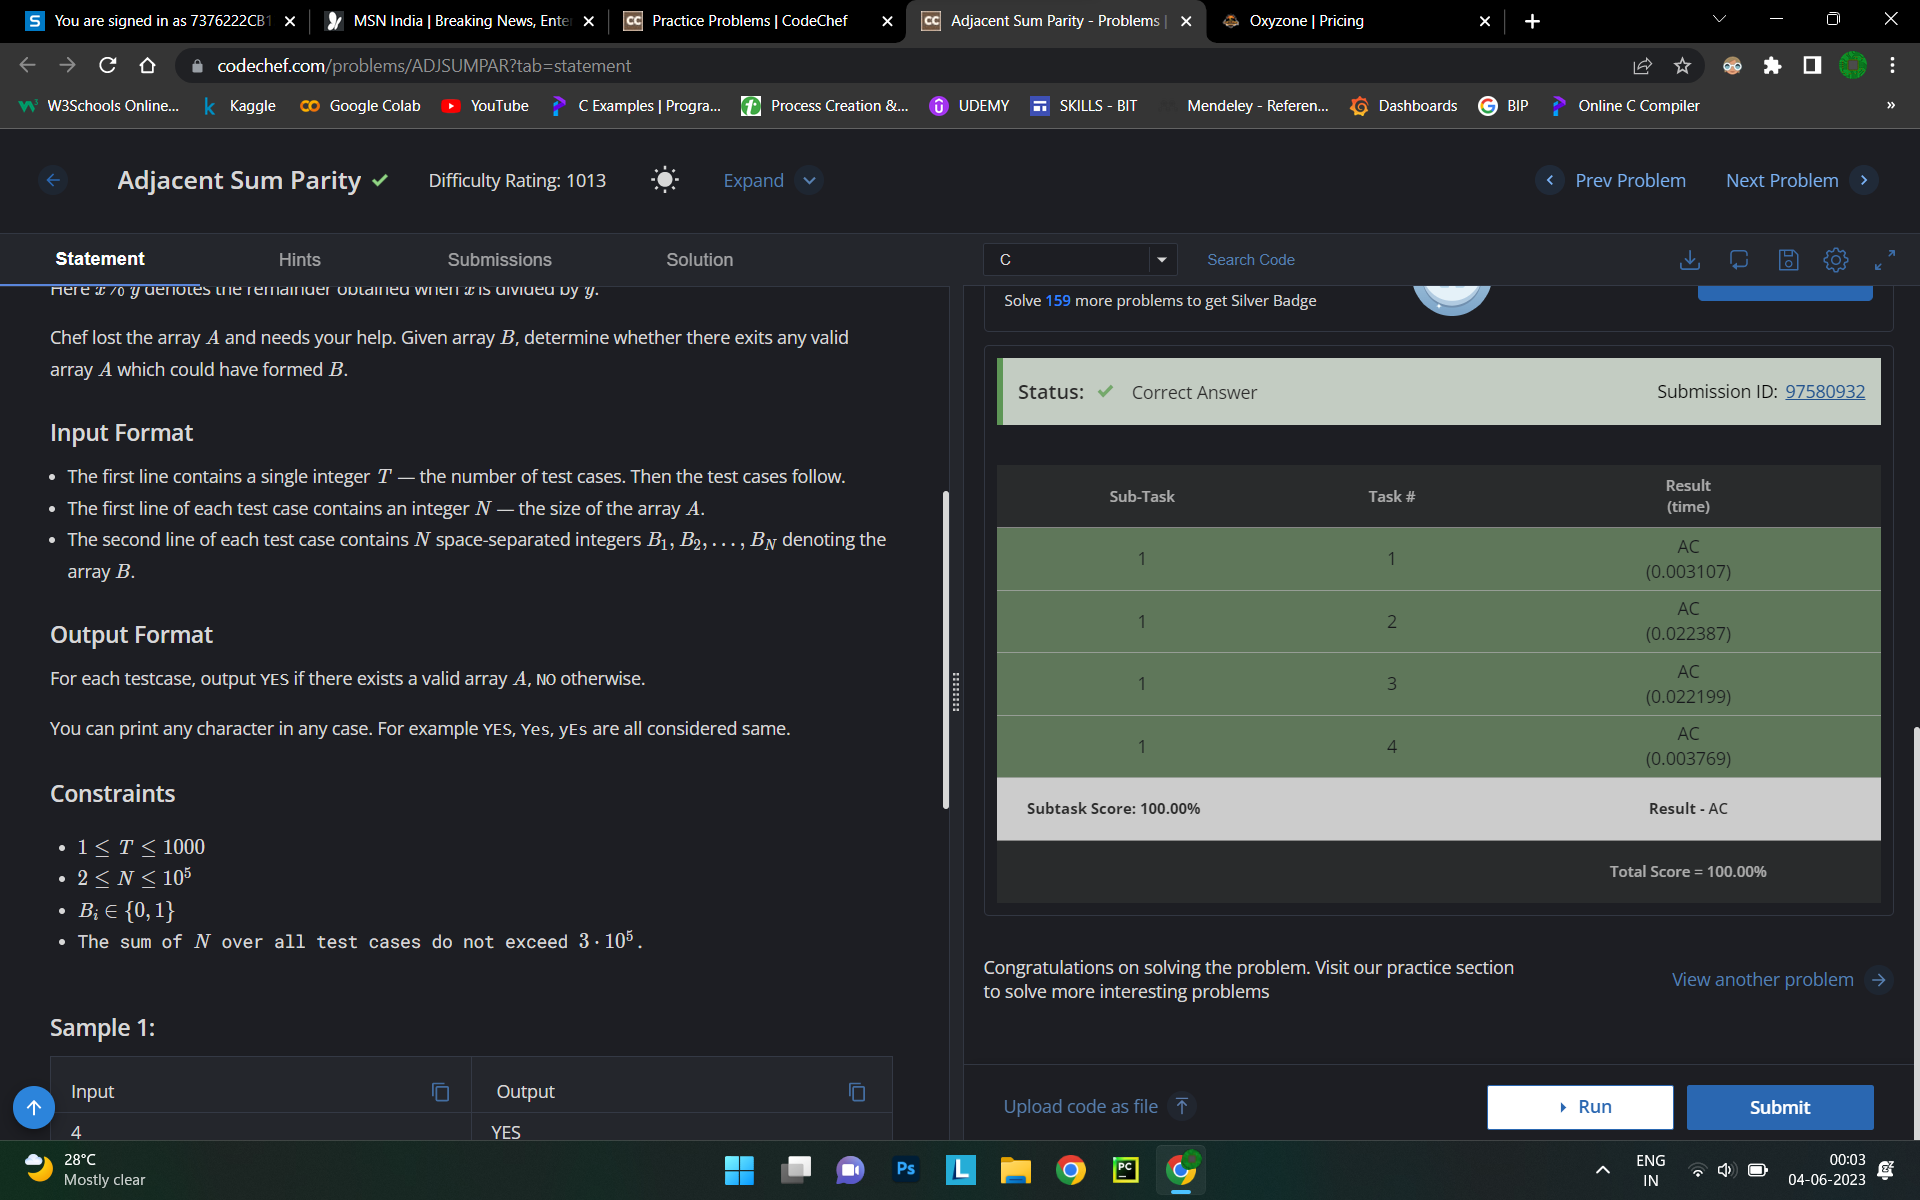 You are signed in as 7376222CB1
MSN India | Breaking News, Ente
Practice Problems | CodeChef
Adjacent Sum Parity - Problems |
Oxyzone | Pricing
codechef.com/problems/ADJSUMPAR?tab=statement
W3Schools Online...
Kaggle
Google Colab
YouTube
C Examples | Progra...
Process Creation &...
UDEMY
SKILLS - BIT
Mendeley - Referen...
Dashboards
BIP
Online C Compiler
»
Adjacent Sum Parity
Difficulty Rating: 1013
Expand
Prev Problem
Next Problem
Statement
Hints
Submissions
Solution
C
Search Code
Here x % y denotes the remainder obtained when x is divided by y.
Chef lost the array A and needs your help. Given array B, determine whether there exits any valid
array A which could have formed B.
Input Format
• The first line contains a single integer T — the number of test cases. Then the test cases follow.
• The first line of each test case contains an integer N — the size of the array A.
• The second line of each test case contains N space-separated integers B₁, B₂, . . . , B_N denoting the
array B.
Output Format
For each testcase, output YES if there exists a valid array A, NO otherwise.
You can print any character in any case. For example YES, Yes, yEs are all considered same.
Constraints
• 1 ≤ T ≤ 1000
• 2 ≤ N ≤ 10⁵
• Bᵢ ∈ {0, 1}
• The sum of N over all test cases do not exceed 3 · 10⁵.
Sample 1:
Input
Output
4
YES
Solve 159 more problems to get Silver Badge
Status: Correct Answer
Submission ID: 97580932
Sub-Task
Task #
Result
(time)
1 1 AC
(0.003107)
1 2 AC
(0.022387)
1 3 AC
(0.022199)
1 4 AC
(0.003769)
Subtask Score: 100.00%
Result - AC
Total Score = 100.00%
Congratulations on solving the problem. Visit our practice section
to solve more interesting problems
View another problem
Upload code as file
Run
Submit
28°C
Mostly clear
Ps
L
PC
ENG
IN
00:03
04-06-2023